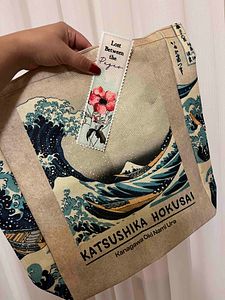 Lost
Between
the
Pages
KATSUSHIKA HOKUSAI
Kanagawa Oki Nami Ura